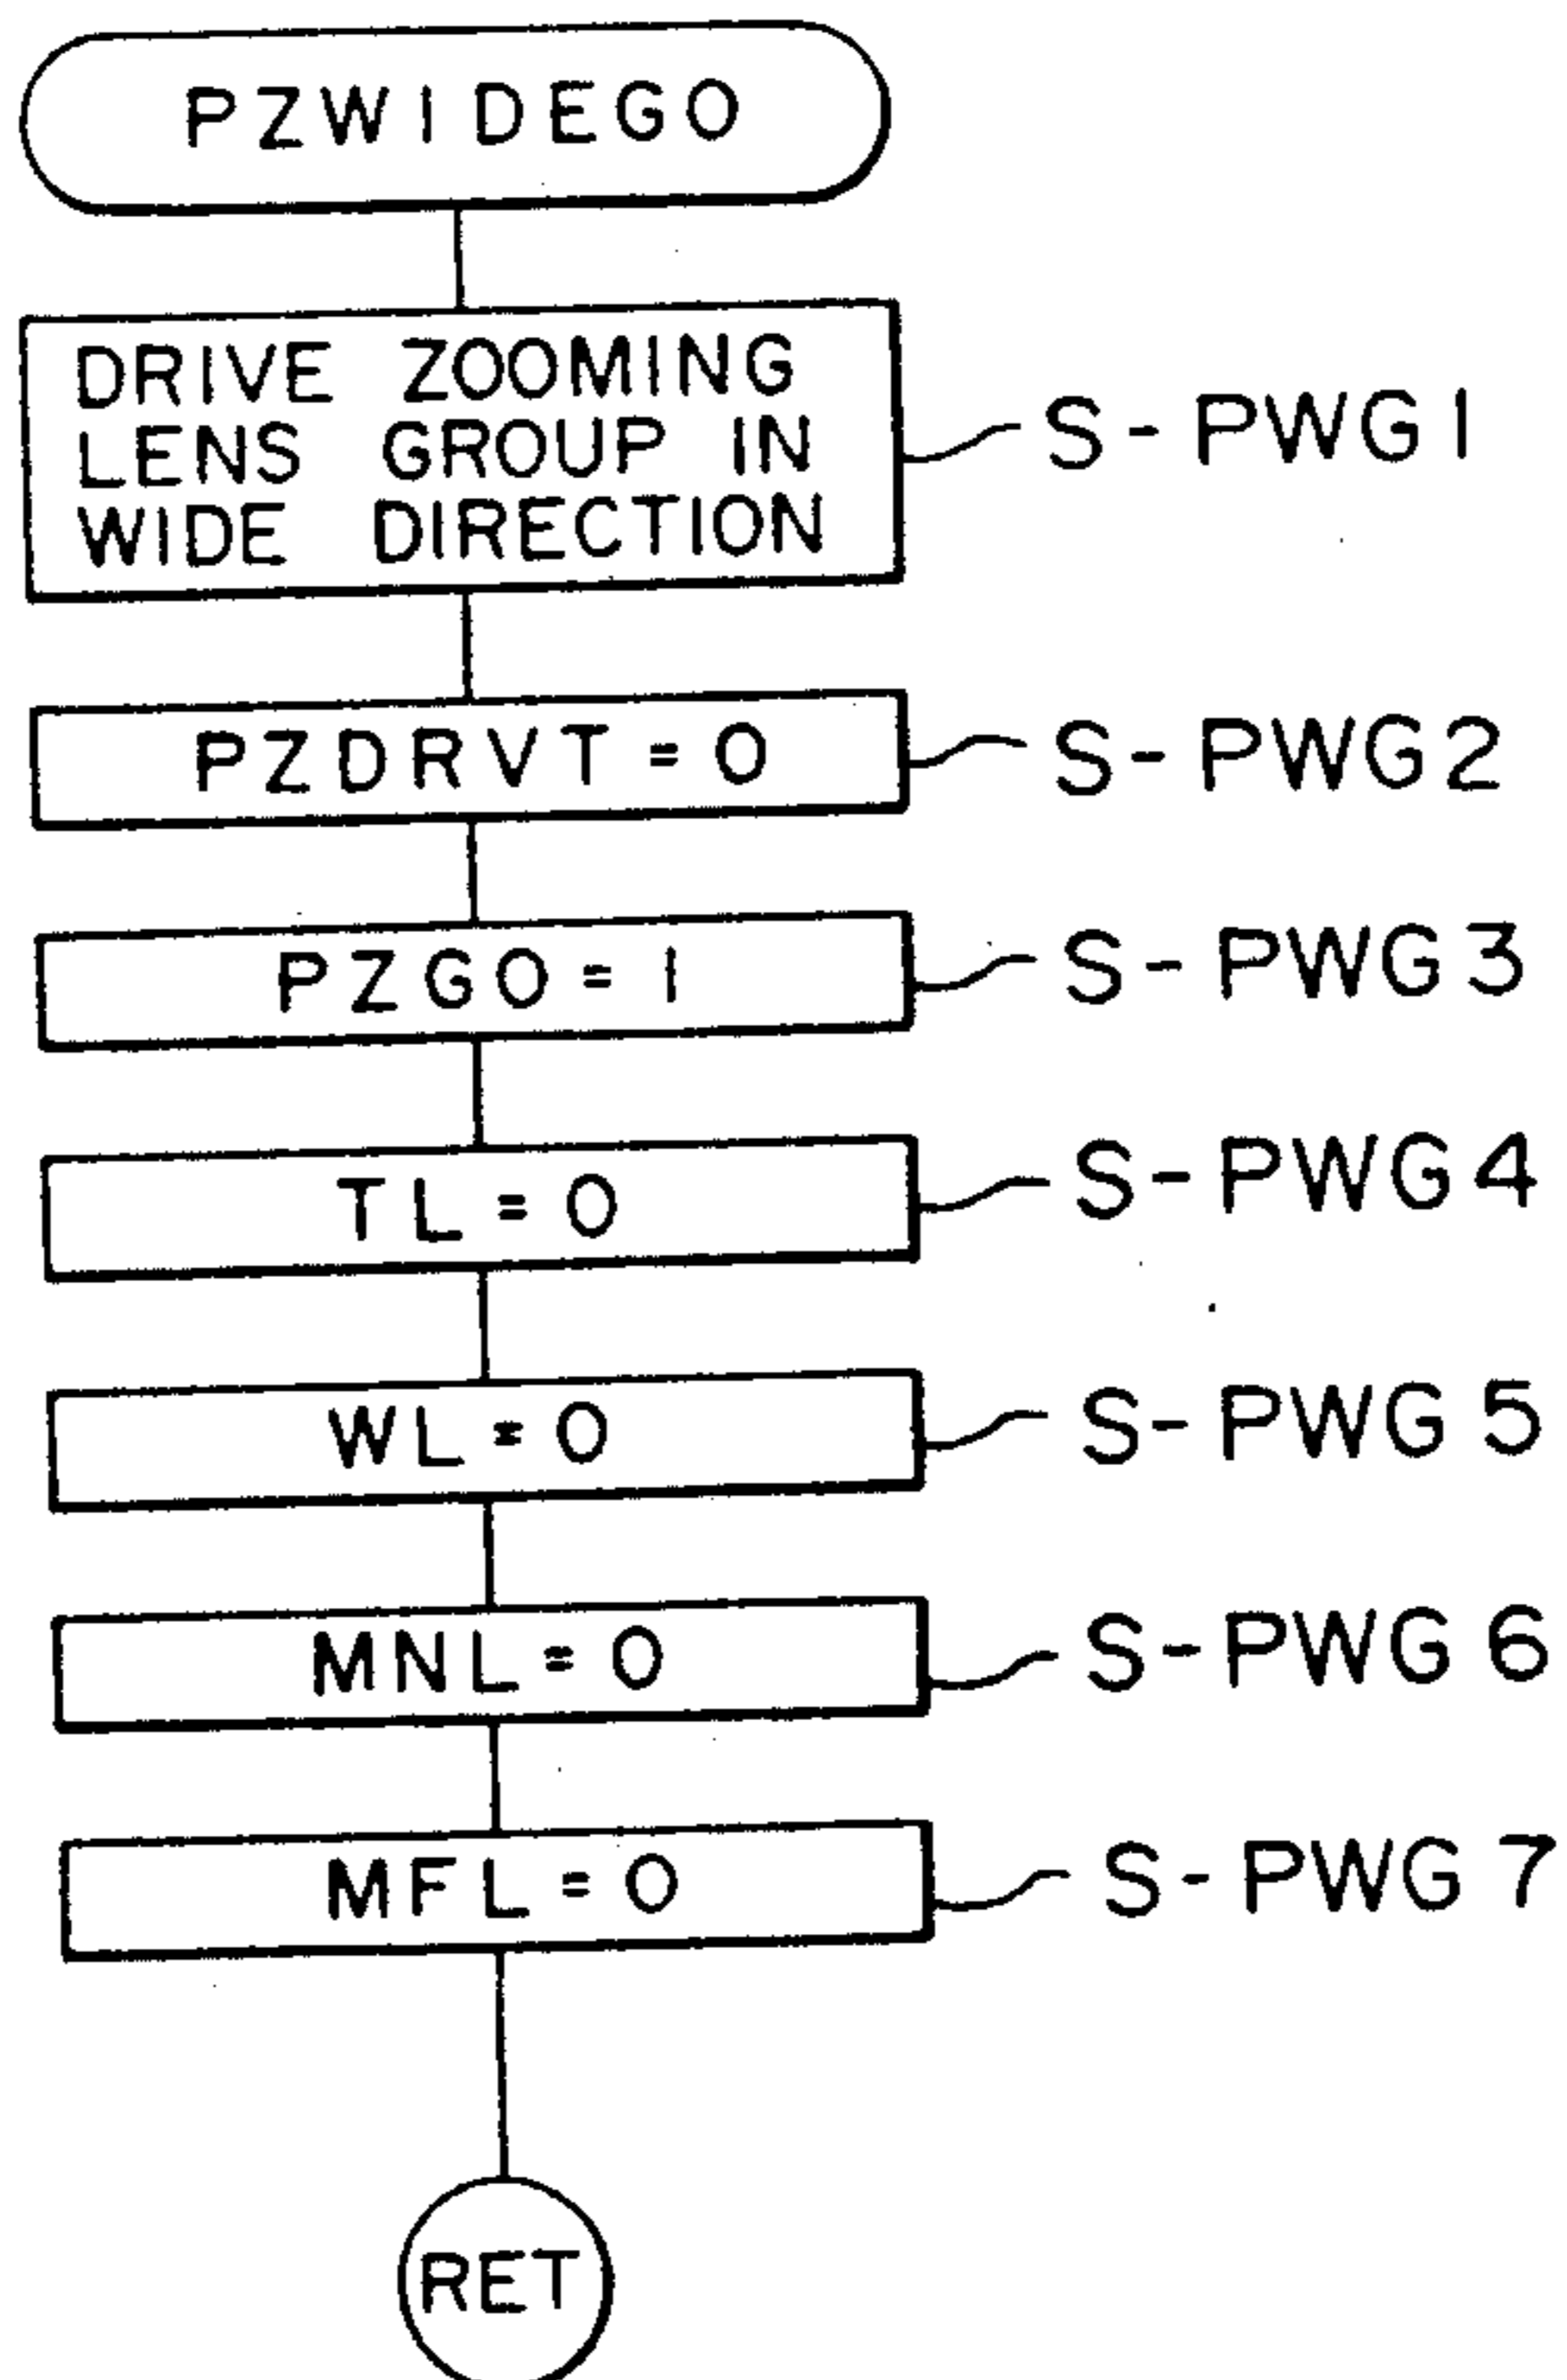 PZWIDEGO
DRIVE ZOOMING
LENS GROUP IN
WIDE DIRECTION
S-PWG1
PZDRVT=0
S-PWG2
PZGO=1
S-PWG3
TL=0
S-PWG4
WL=0
S-PWG5
MNL=0
S-PWG6
MFL=0
S-PWG7
RET